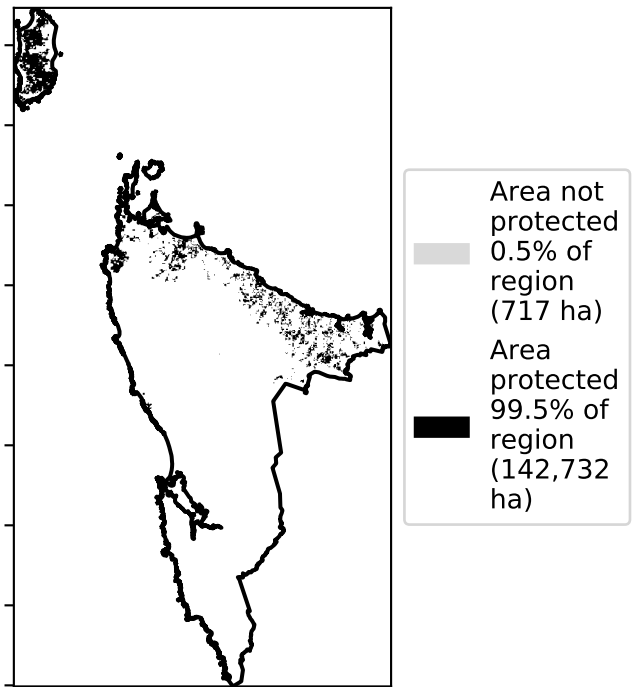 Area not
protected
0.5% of
region
(717 ha)
Area
protected
99.5% of
region
(142,732
ha)